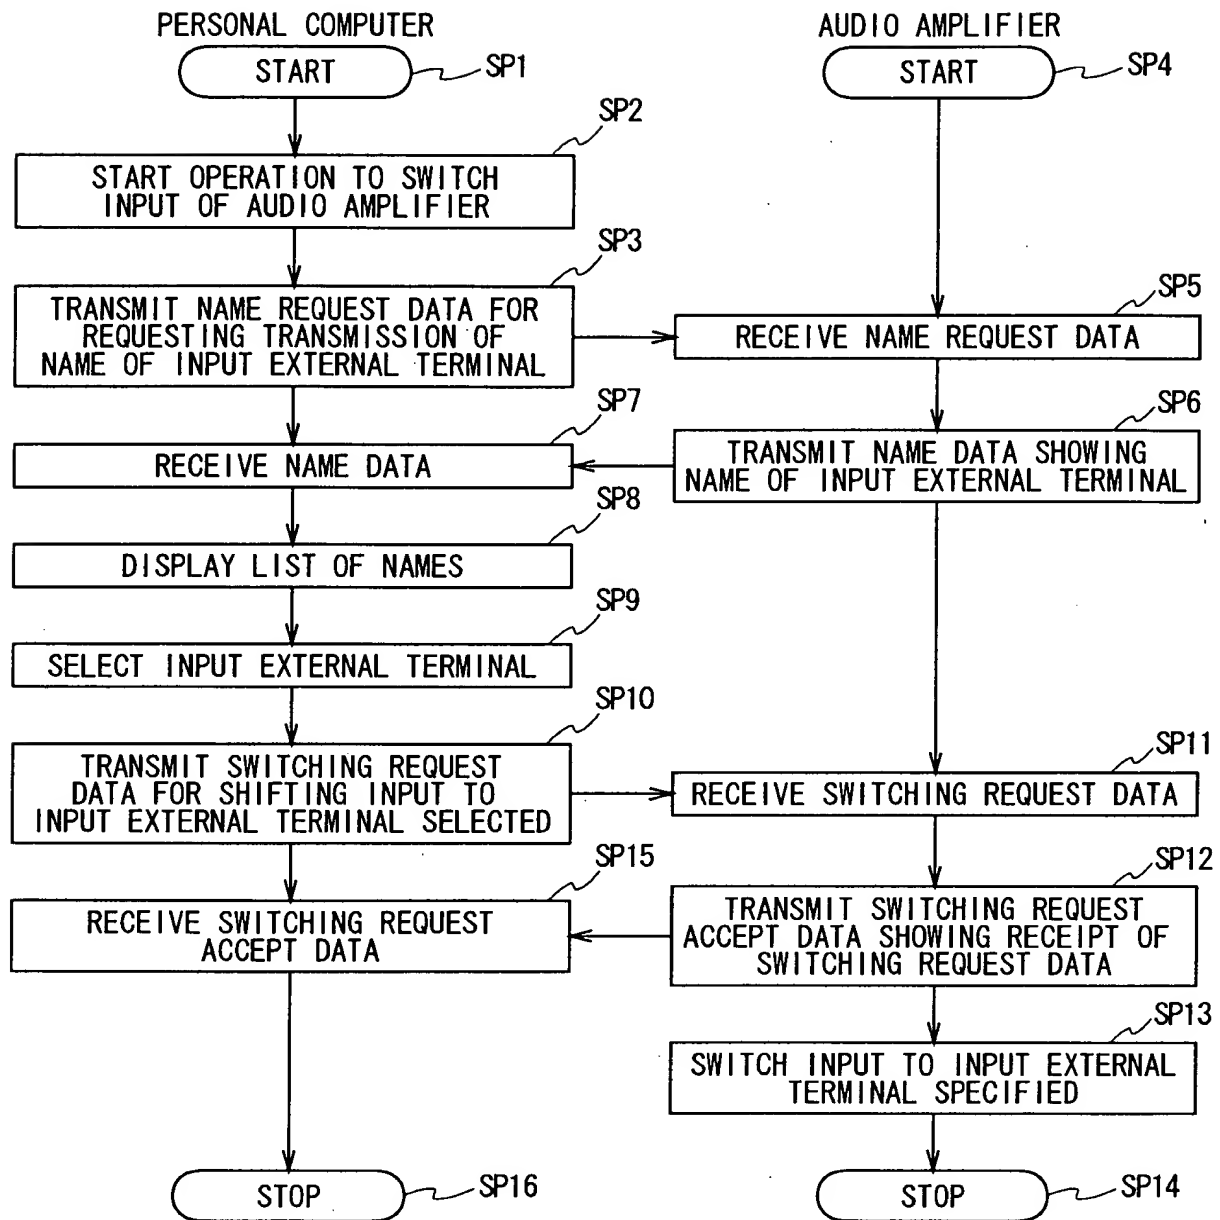 PERSONAL COMPUTER
START
SP1
SP2
START OPERATION TO SWITCH
INPUT OF AUDIO AMPLIFIER
SP3
TRANSMIT NAME REQUEST DATA FOR
REQUESTING TRANSMISSION OF
NAME OF INPUT EXTERNAL TERMINAL
SP7
RECEIVE NAME DATA
SP8
DISPLAY LIST OF NAMES
SP9
SELECT INPUT EXTERNAL TERMINAL
SP10
TRANSMIT SWITCHING REQUEST
DATA FOR SHIFTING INPUT TO
INPUT EXTERNAL TERMINAL SELECTED
SP15
RECEIVE SWITCHING REQUEST
ACCEPT DATA
STOP
SP16
AUDIO AMPLIFIER
START
SP4
SP5
RECEIVE NAME REQUEST DATA
SP6
TRANSMIT NAME DATA SHOWING
NAME OF INPUT EXTERNAL TERMINAL
SP11
RECEIVE SWITCHING REQUEST DATA
SP12
TRANSMIT SWITCHING REQUEST
ACCEPT DATA SHOWING RECEIPT OF
SWITCHING REQUEST DATA
SP13
SWITCH INPUT TO INPUT EXTERNAL
TERMINAL SPECIFIED
STOP
SP14